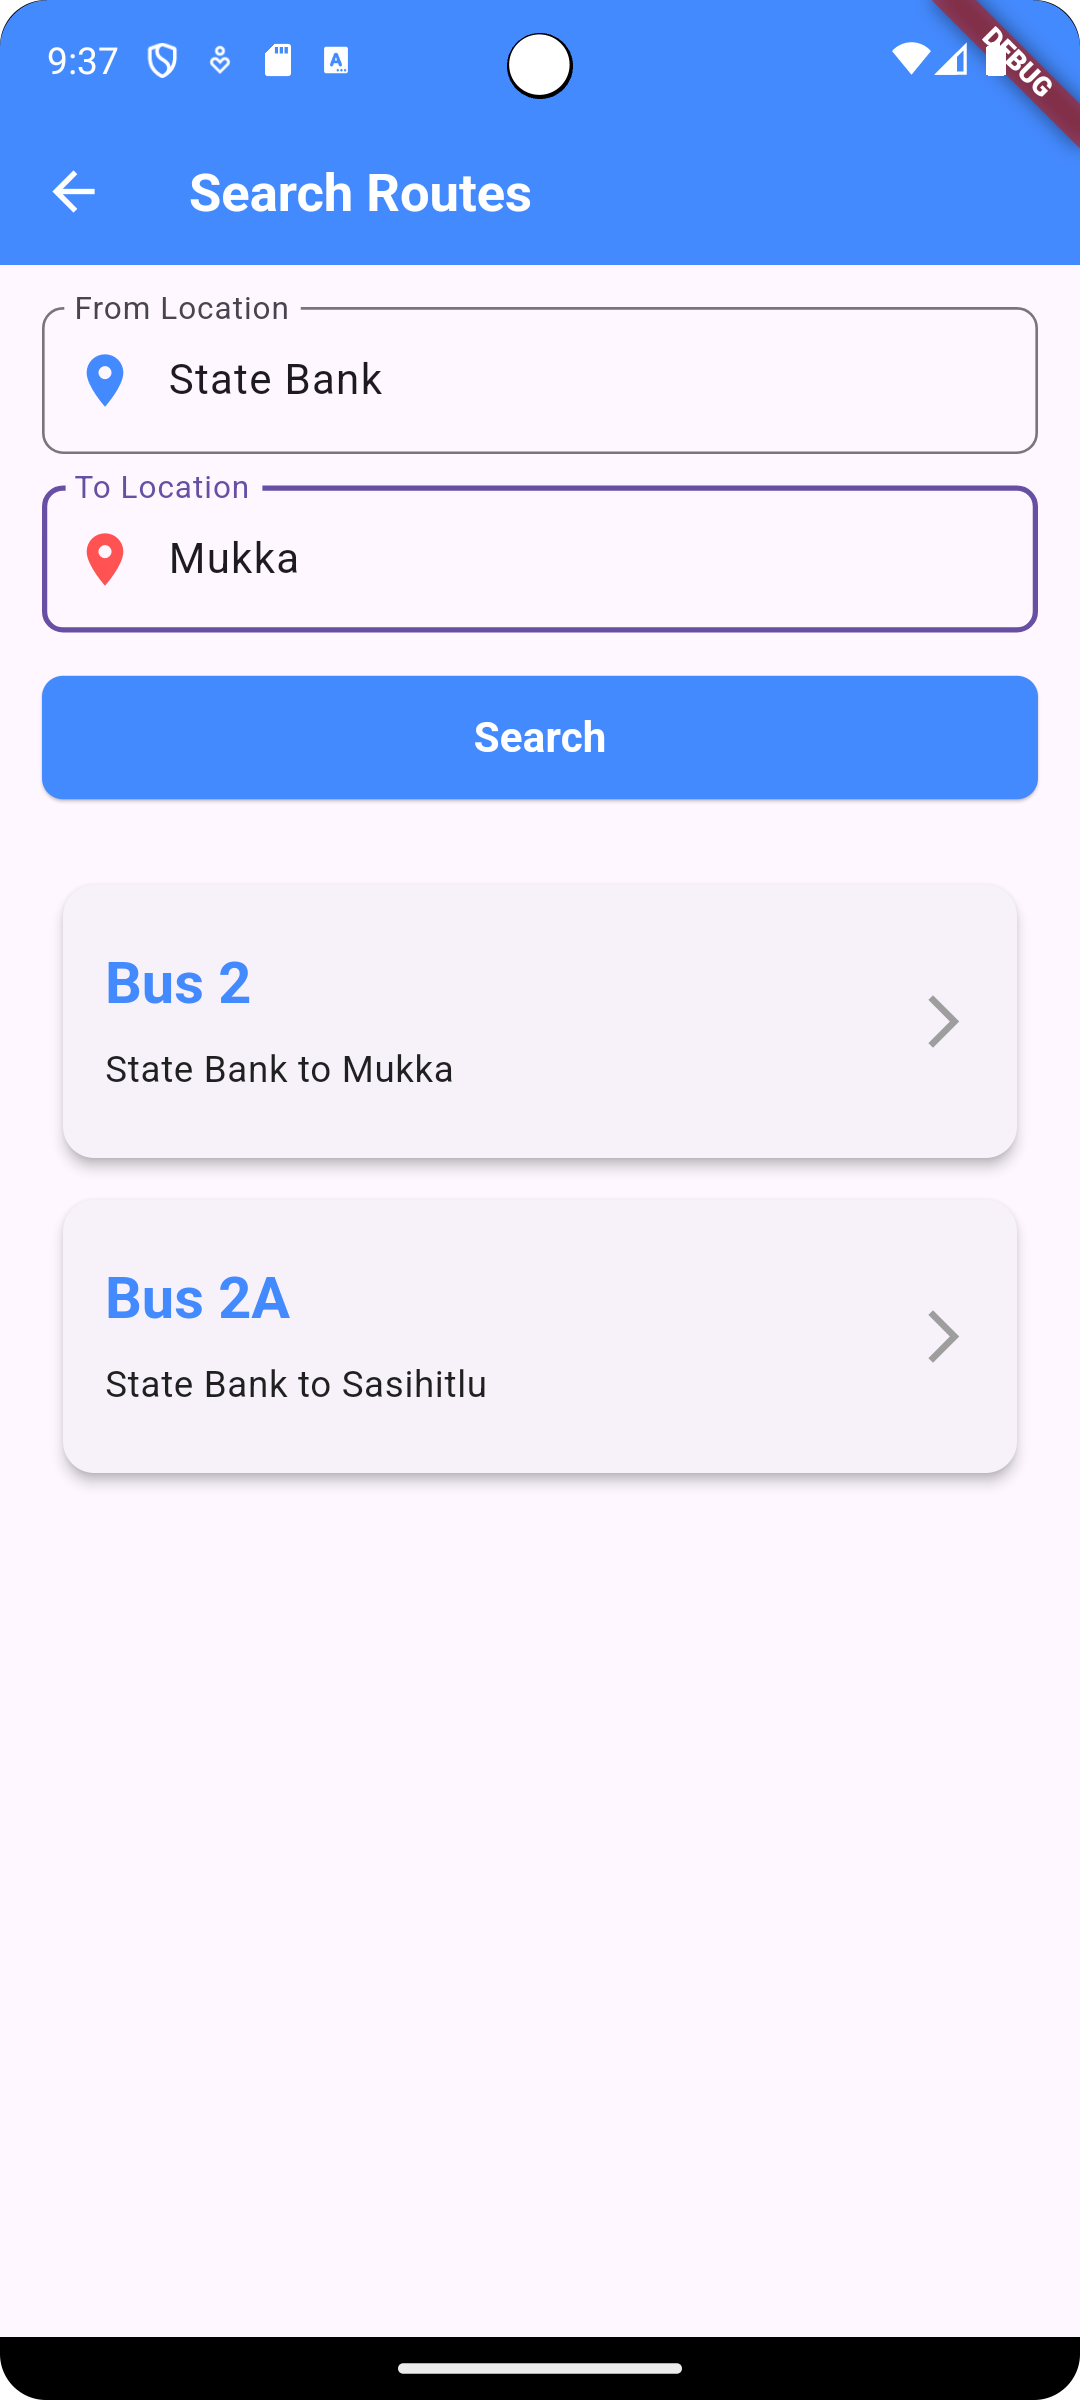 9:37
DEBUG
Search Routes
From Location
State Bank
To Location
Mukka
Search
Bus 2
State Bank to Mukka
Bus 2A
State Bank to Sasihitlu